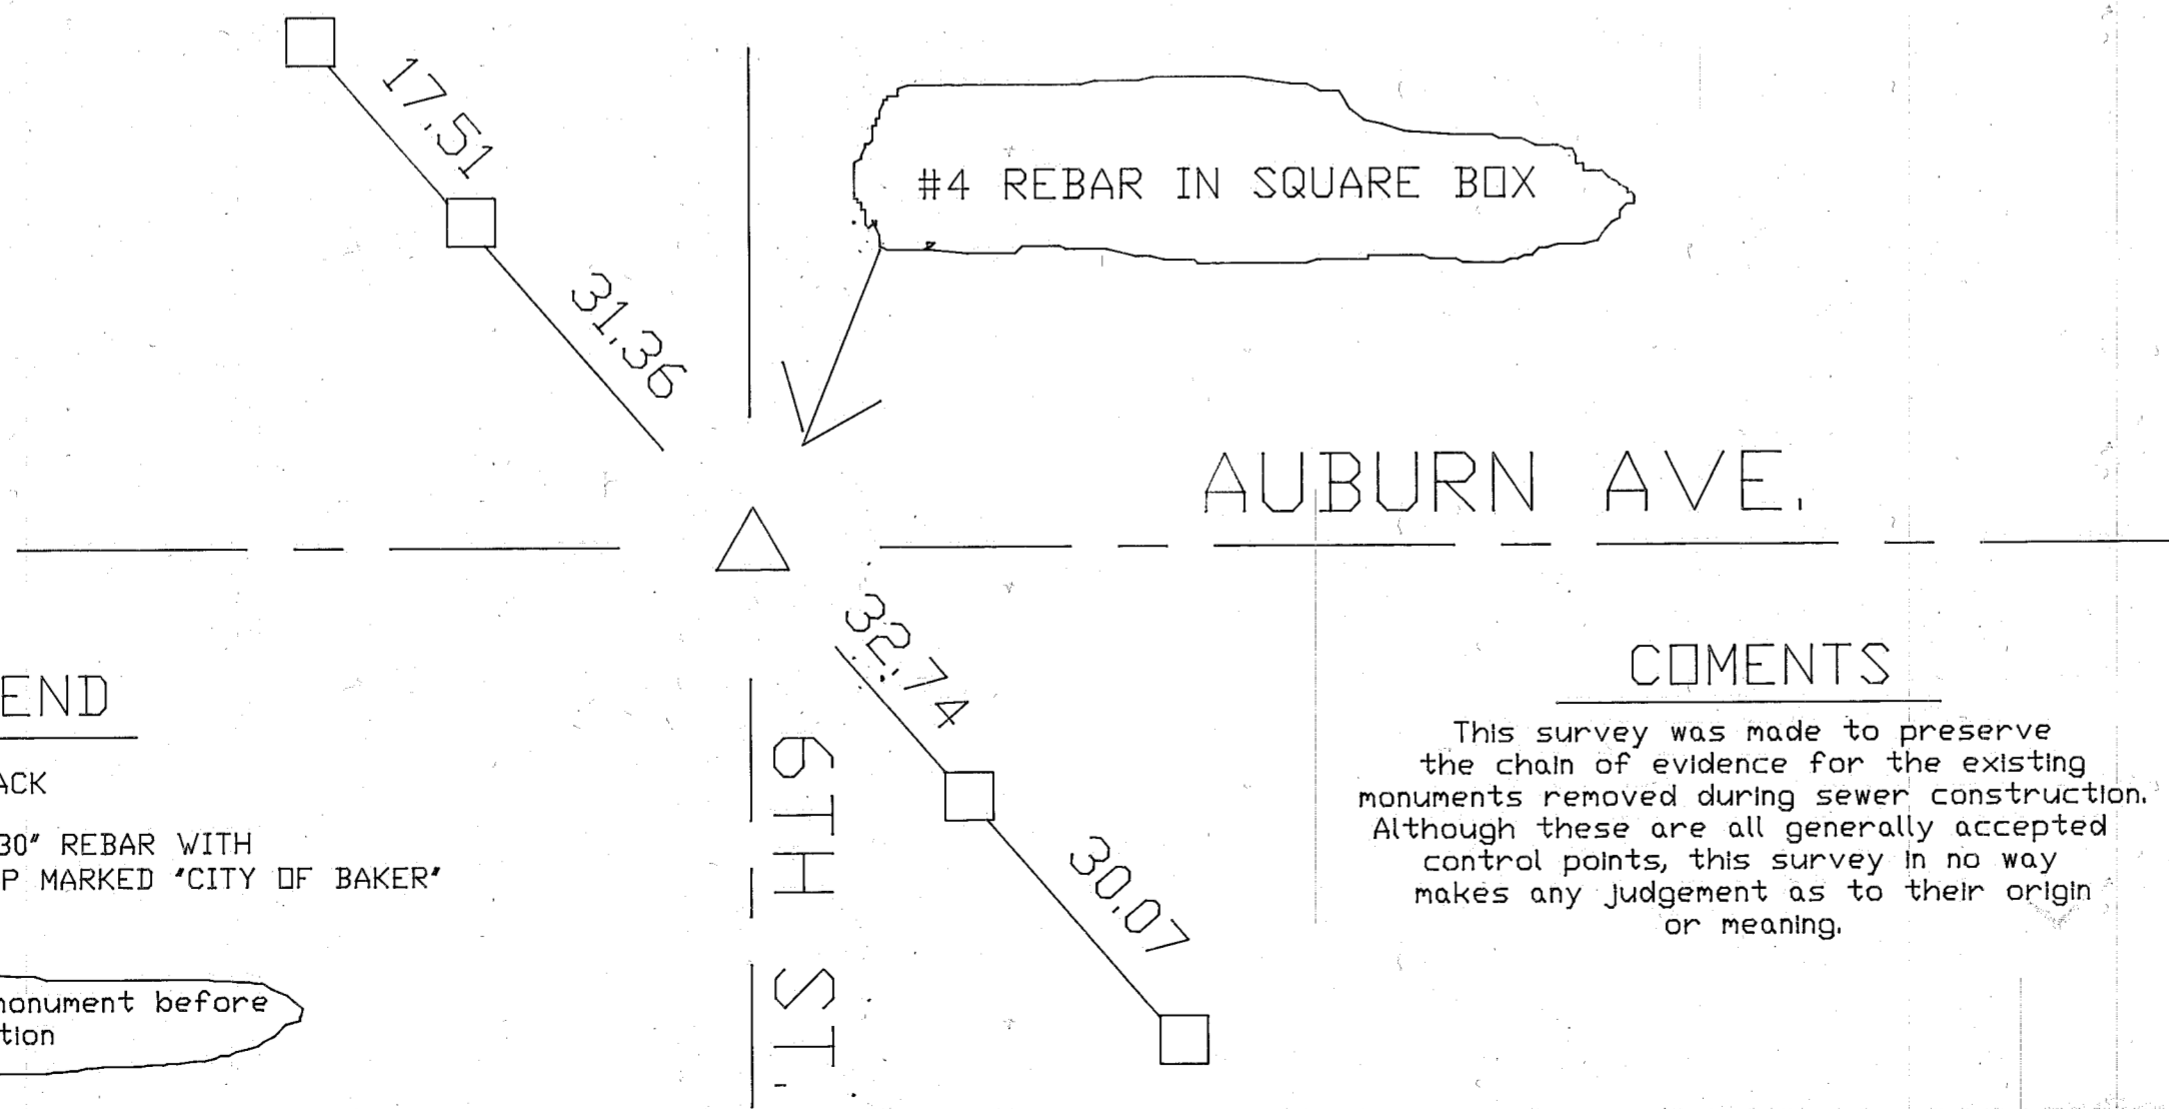 17.51
#4 REBAR IN SQUARE BOX
31.36
AUBURN AVE.
32.74
6TH ST.
30.07
END
ACK
30" REBAR WITH
P MARKED "CITY OF BAKER"
monument before
tion
COMENTS
This survey was made to preserve
the chain of evidence for the existing
monuments removed during sewer construction.
Although these are all generally accepted
control points, this survey in no way
makes any judgement as to their origin
or meaning.